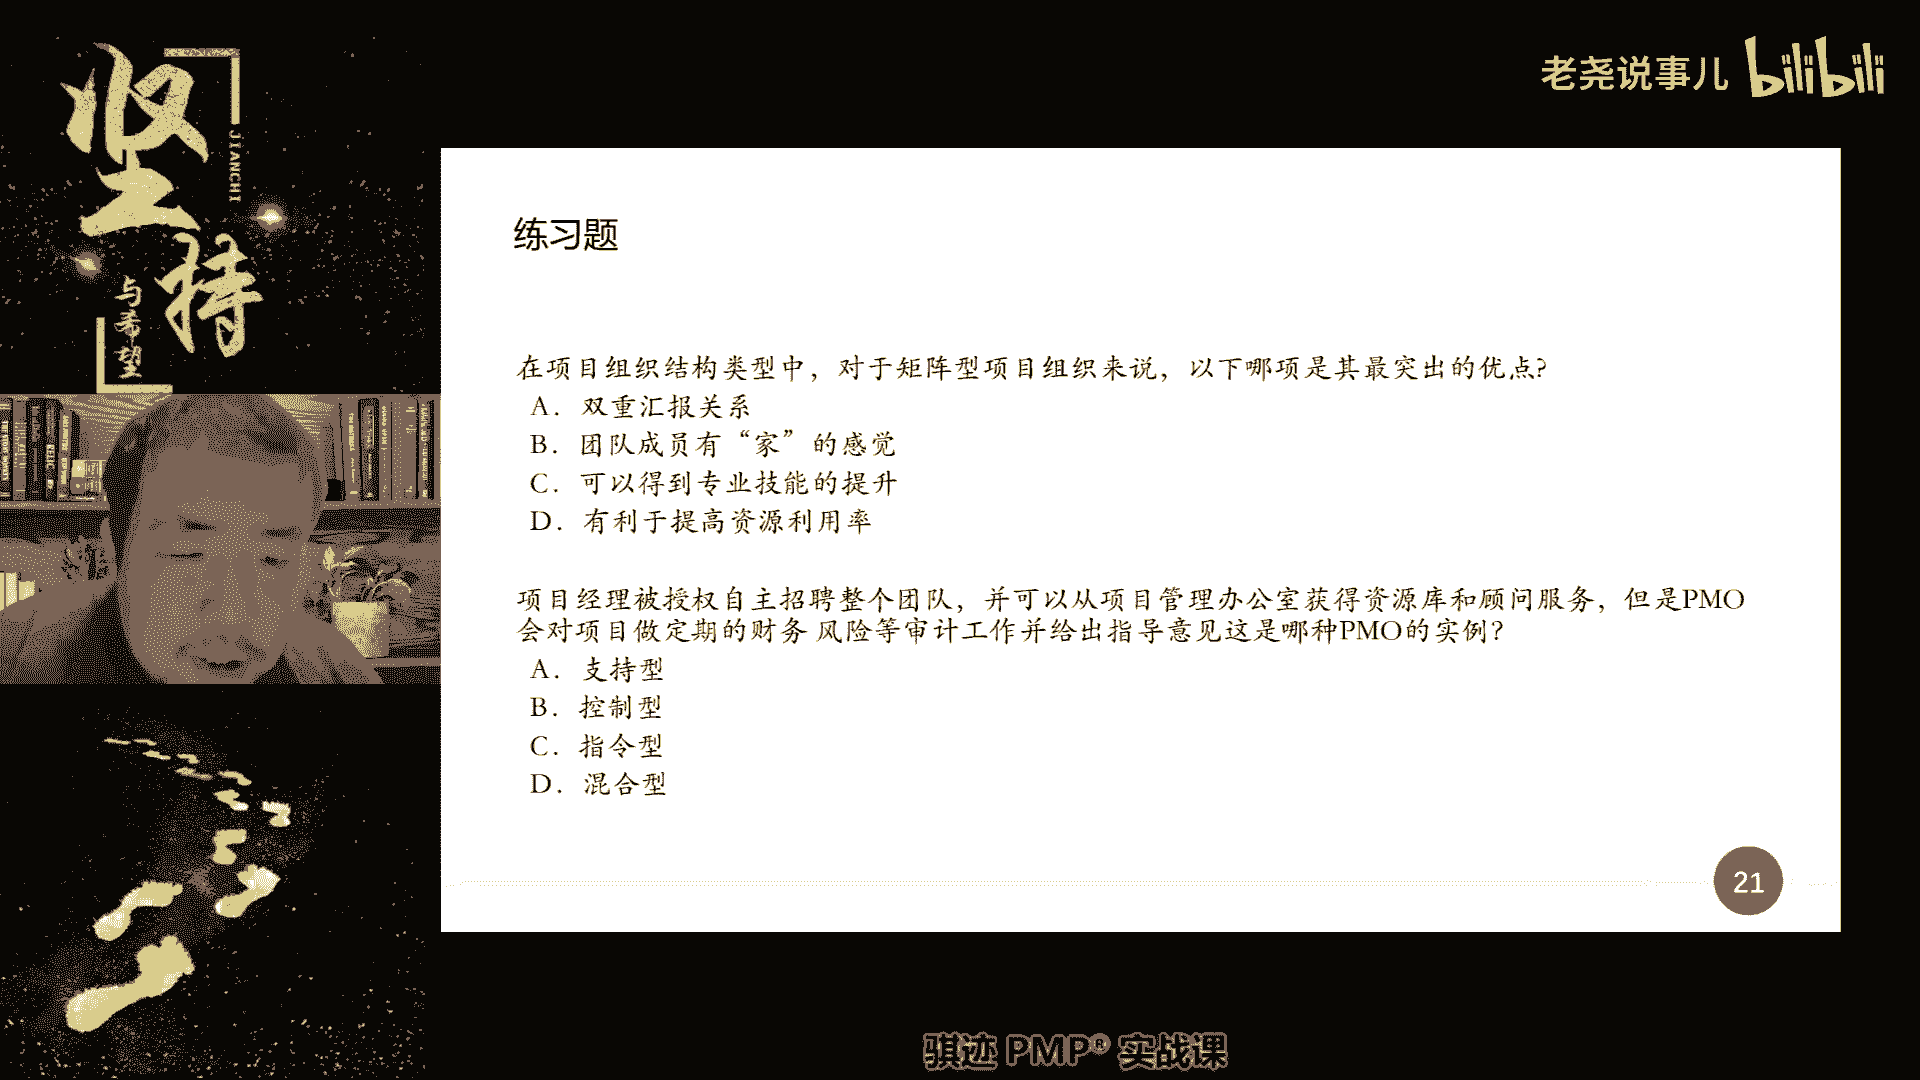 坚持
JIANCHI
与希望
老尧说事儿 bilibili
练习题
在项目组织结构类型中，对于矩阵型项目组织来说，以下哪项是其最突出的优点?
A. 双重汇报关系
B. 团队成员有“家”的感觉
C. 可以得到专业技能的提升
D. 有利于提高资源利用率
项目经理被授权自主招聘整个团队，并可以从项目管理办公室获得资源库和顾问服务，但是PMO
会对项目做定期的财务 风险等审计工作并给出指导意见这是哪种PMO的实例?
A. 支持型
B. 控制型
C. 指令型
D. 混合型
21
骐迹 PMP® 实战课